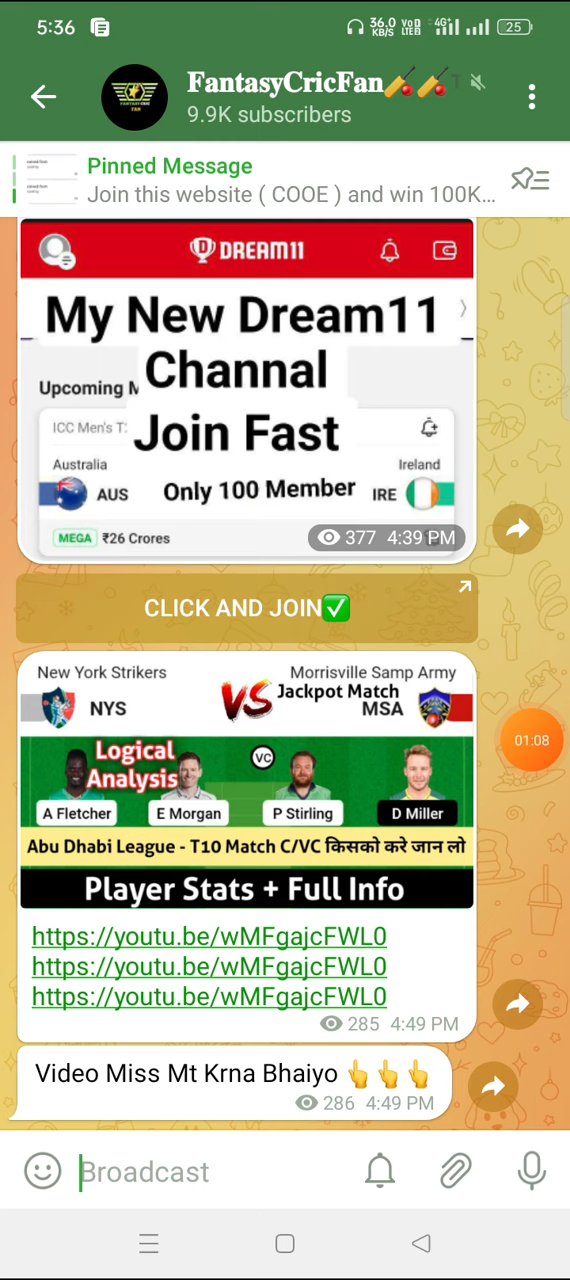 5:36
36.0 KB/S VoD LTE2 4G+ 25
FantasyCricFan🏏🏏T
9.9K subscribers
Pinned Message
Join this website ( COOE ) and win 100K...
DREAM11
My New Dream11
Channal
Upcoming M
Join Fast
ICC Men's T
Australia
Ireland
AUS
Only 100 Member
IRE
MEGA ₹26 Crores
377 4:39 PM
CLICK AND JOIN✅
New York Strikers
Morrisville Samp Army
NYS
VS
Jackpot Match
MSA
01:08
Logical
Analysis
VC
A Fletcher
E Morgan
P Stirling
D Miller
Abu Dhabi League - T10 Match C/VC किसको करे जान लो
Player Stats + Full Info
https://youtu.be/wMFgajcFWL0
https://youtu.be/wMFgajcFWL0
https://youtu.be/wMFgajcFWL0
285 4:49 PM
Video Miss Mt Krna Bhaiyo 👆👆👆
286 4:49 PM
Broadcast